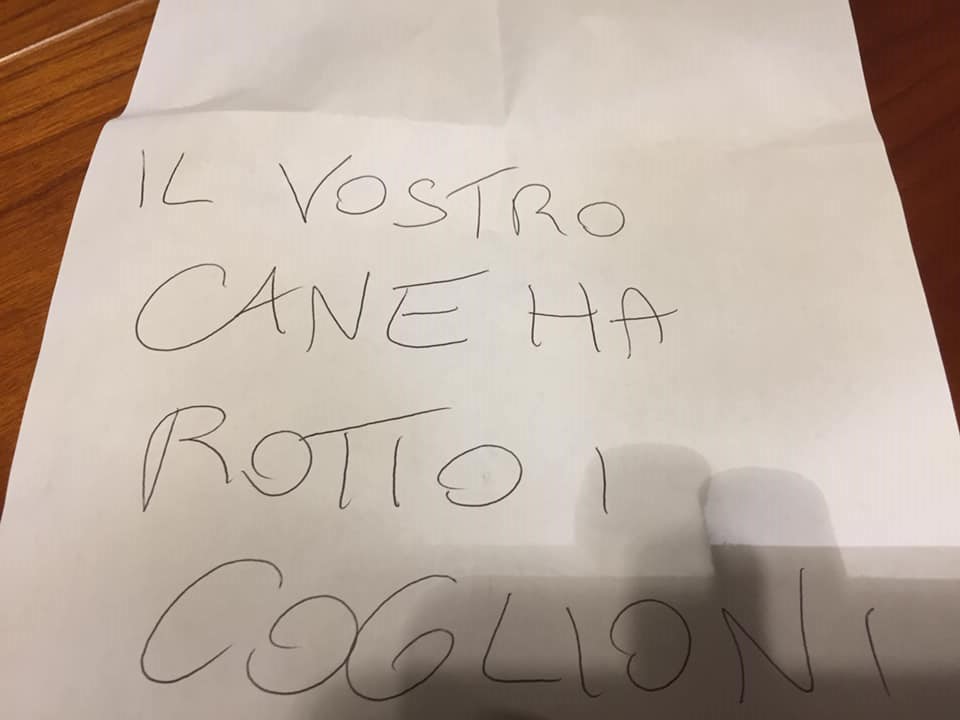 IL VOSTRO
CANE HA
ROTTO I
COGLIONI